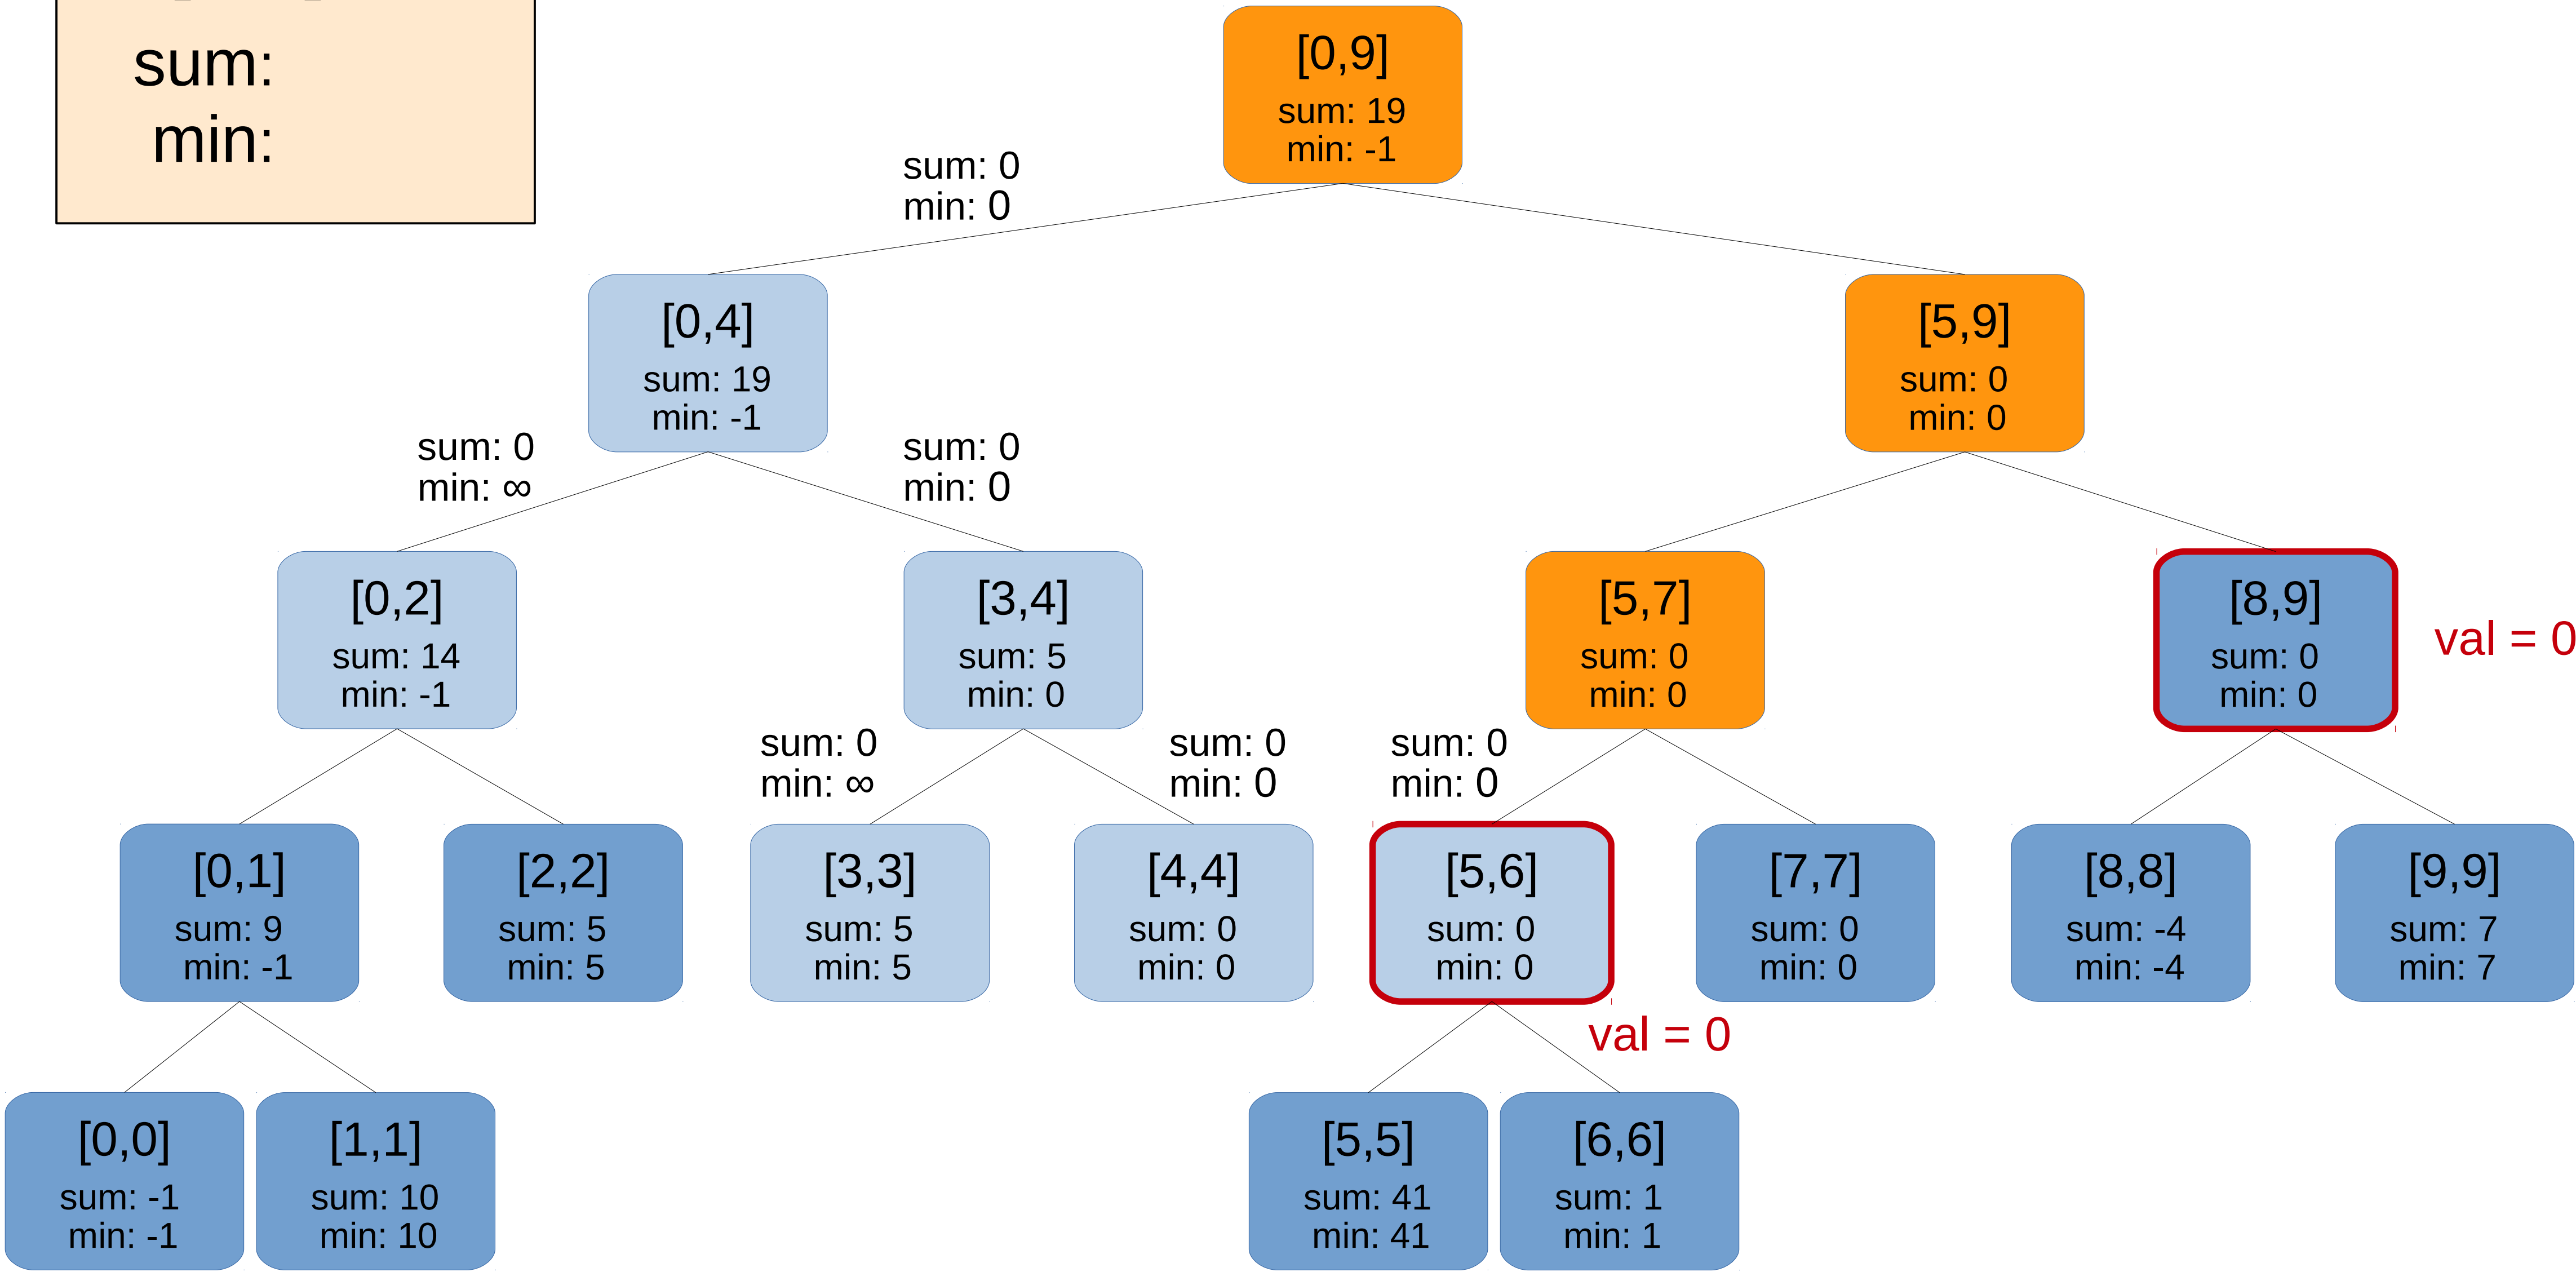 sum:
min:
[0,9]
sum: 19
min: -1
sum: 0
min: 0
[0,4]
sum: 19
min: -1
[5,9]
sum: 0
min: 0
sum: 0
min: ∞
sum: 0
min: 0
[0,2]
sum: 14
min: -1
[3,4]
sum: 5
min: 0
[5,7]
sum: 0
min: 0
[8,9]
sum: 0
min: 0
val = 0
sum: 0
min: ∞
sum: 0
min: 0
sum: 0
min: 0
[0,1]
sum: 9
min: -1
[2,2]
sum: 5
min: 5
[3,3]
sum: 5
min: 5
[4,4]
sum: 0
min: 0
[5,6]
sum: 0
min: 0
[7,7]
sum: 0
min: 0
[8,8]
sum: -4
min: -4
[9,9]
sum: 7
min: 7
val = 0
[0,0]
sum: -1
min: -1
[1,1]
sum: 10
min: 10
[5,5]
sum: 41
min: 41
[6,6]
sum: 1
min: 1